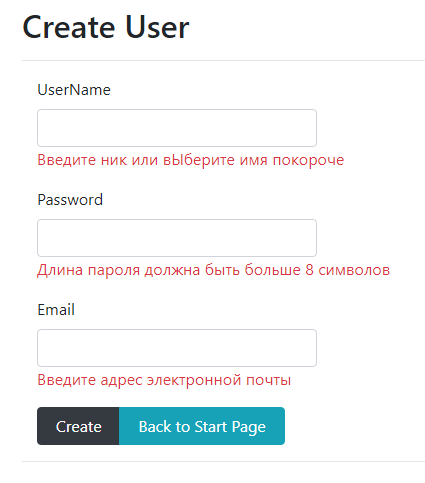 Create User
UserName
Введите ник или вЫберите имя покороче
Password
Длина пароля должна быть больше 8 символов
Email
Введите адрес электронной почты
Create Back to Start Page